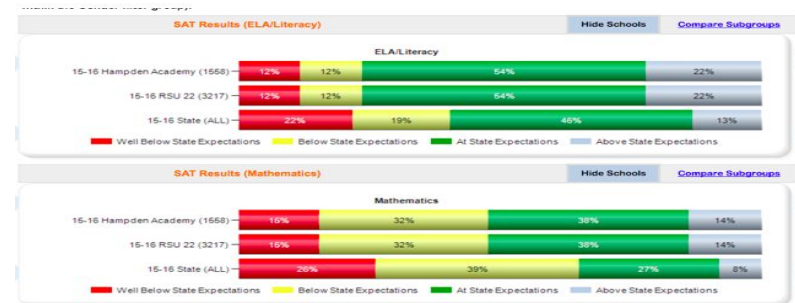 SAT Results (ELA/Literacy) Hide Schools Compare Subgroups
ELA/Literacy
15-16 Hampden Academy (1558) 12% 12% 54% 22%
15-16 RSU 22 (3217) 12% 12% 54% 22%
15-16 State (ALL) 22% 19% 46% 13%
Well Below State Expectations Below State Expectations At State Expectations Above State Expectations
SAT Results (Mathematics) Hide Schools Compare Subgroups
Mathematics
15-16 Hampden Academy (1558) 15% 32% 38% 14%
15-16 RSU 22 (3217) 15% 32% 38% 14%
15-16 State (ALL) 26% 39% 27% 8%
Well Below State Expectations Below State Expectations At State Expectations Above State Expectations